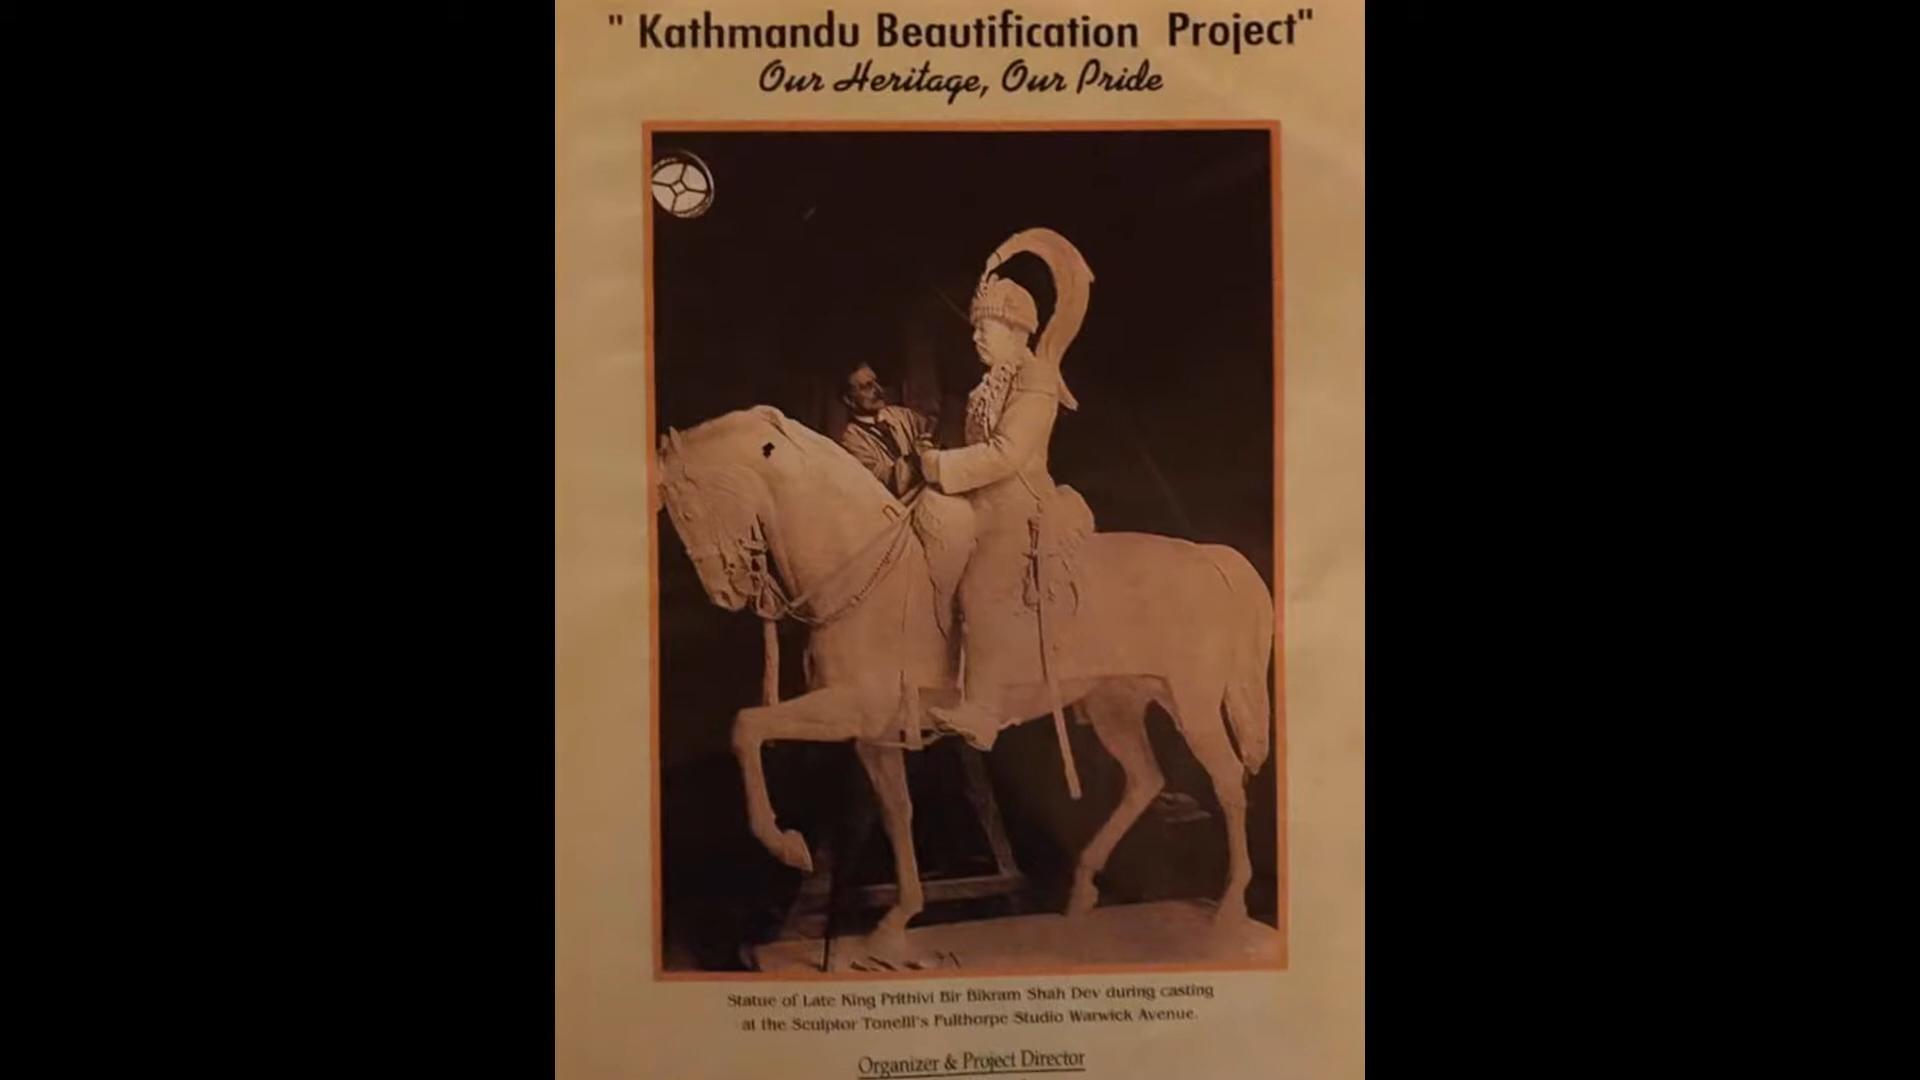 " Kathmandu Beautification Project"
Our Heritage, Our Pride
Statue of Late King Prithivi Bir Bikram Shah Dev during casting
at the Sculptor Tonelli's Fulthorpe Studio Warwick Avenue.
Organizer & Project Director